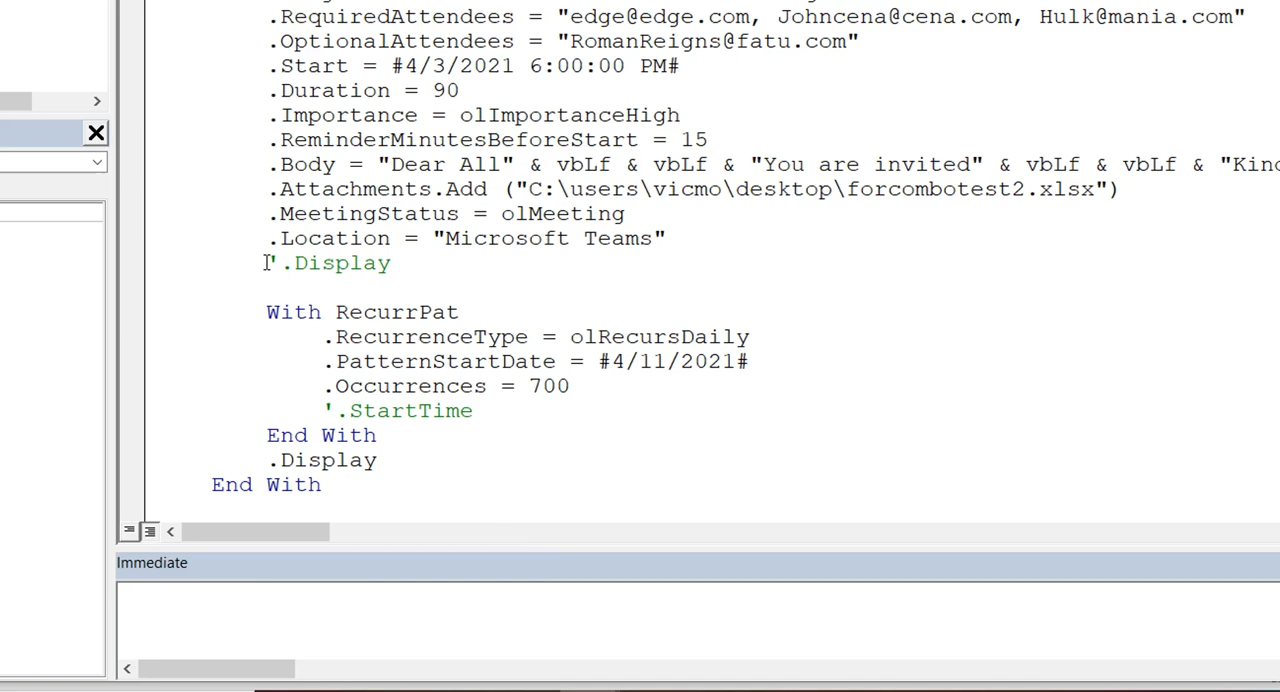 .RequiredAttendees = "edge@edge.com, Johncena@cena.com, Hulk@mania.com"
.OptionalAttendees = "RomanReigns@fatu.com"
.Start = #4/3/2021 6:00:00 PM#
.Duration = 90
.Importance = olImportanceHigh
.ReminderMinutesBeforeStart = 15
.Body = "Dear All" & vbLf & vbLf & "You are invited" & vbLf & vbLf & "Kind
.Attachments.Add ("C:\users\vicmo\desktop\forcombotest2.xlsx")
.MeetingStatus = olMeeting
.Location = "Microsoft Teams"
'.Display
With RecurrPat
.RecurrenceType = olRecursDaily
.PatternStartDate = #4/11/2021#
.Occurrences = 700
'.StartTime
End With
.Display
End With
Immediate